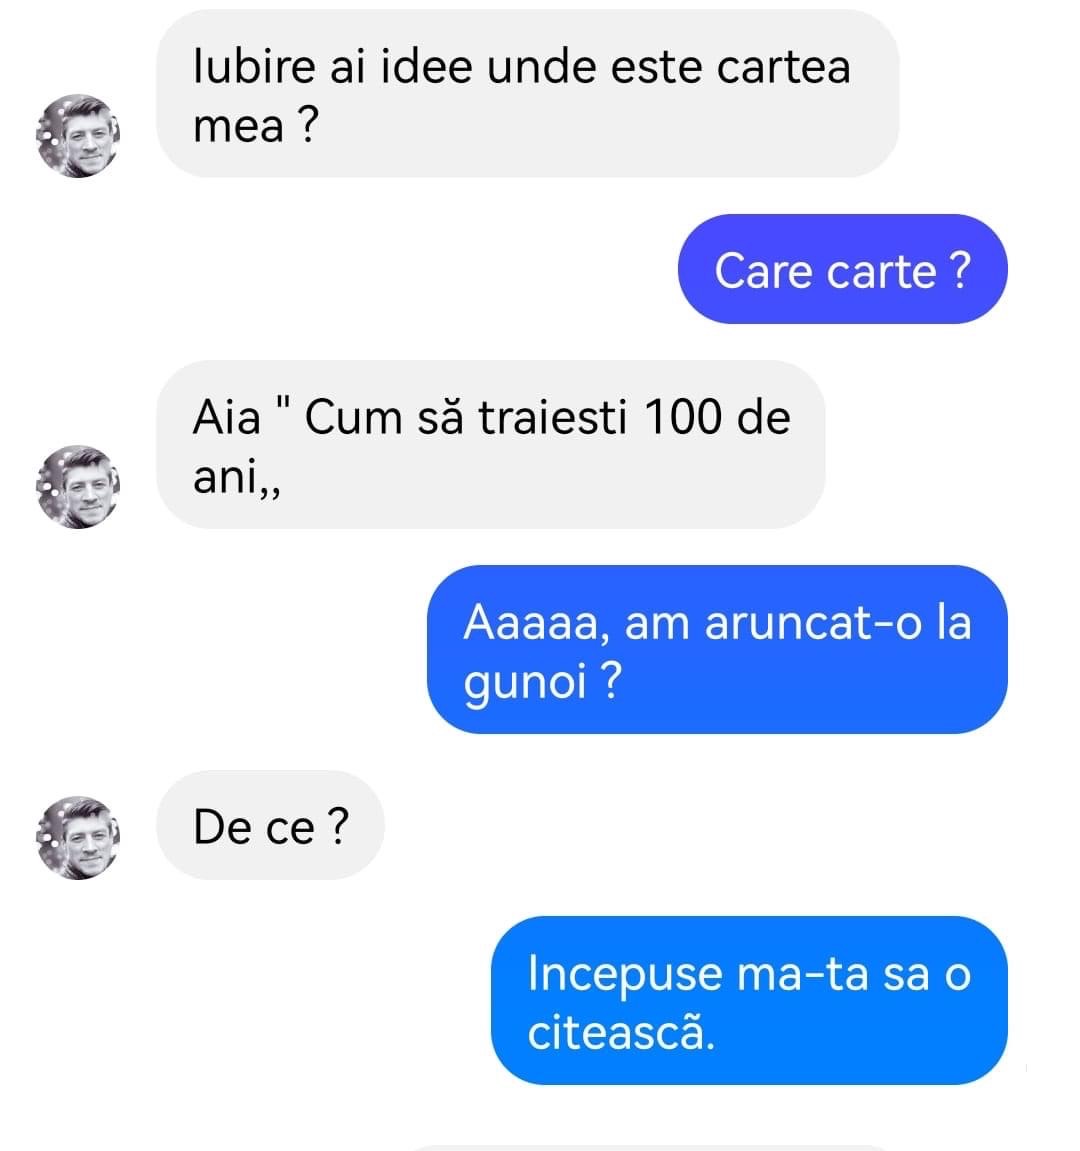 Iubire ai idee unde este cartea
mea ?
Care carte ?
Aia " Cum să traiesti 100 de
ani,,
Aaaaa, am aruncat-o la
gunoi ?
De ce ?
Incepuse ma-ta sa o
citeascã.